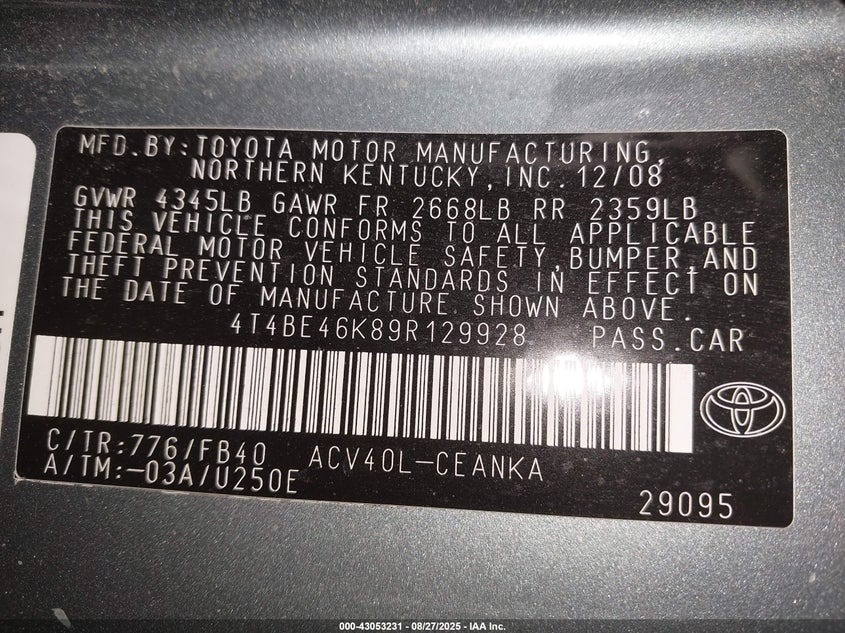 MFD.BY:TOYOTA MOTOR MANUFACTURING,
NORTHERN KENTUCKY,INC.12/08
GVWR 4345LB GAWR FR 2668LB RR 2359LB
THIS VEHICLE CONFORMS TO ALL APPLICABLE
FEDERAL MOTOR VEHICLE SAFETY,BUMPER,AND
THEFT PREVENTION STANDARDS IN EFFECT ON
THE DATE OF MANUFACTURE SHOWN ABOVE.
4T4BE46K89R129928 PASS.CAR
C/TR:776/FB40 ACV40L-CEANKA
A/TM:-03A/U250E
29095
000-43053231 - 08/27/2025 - IAA Inc.